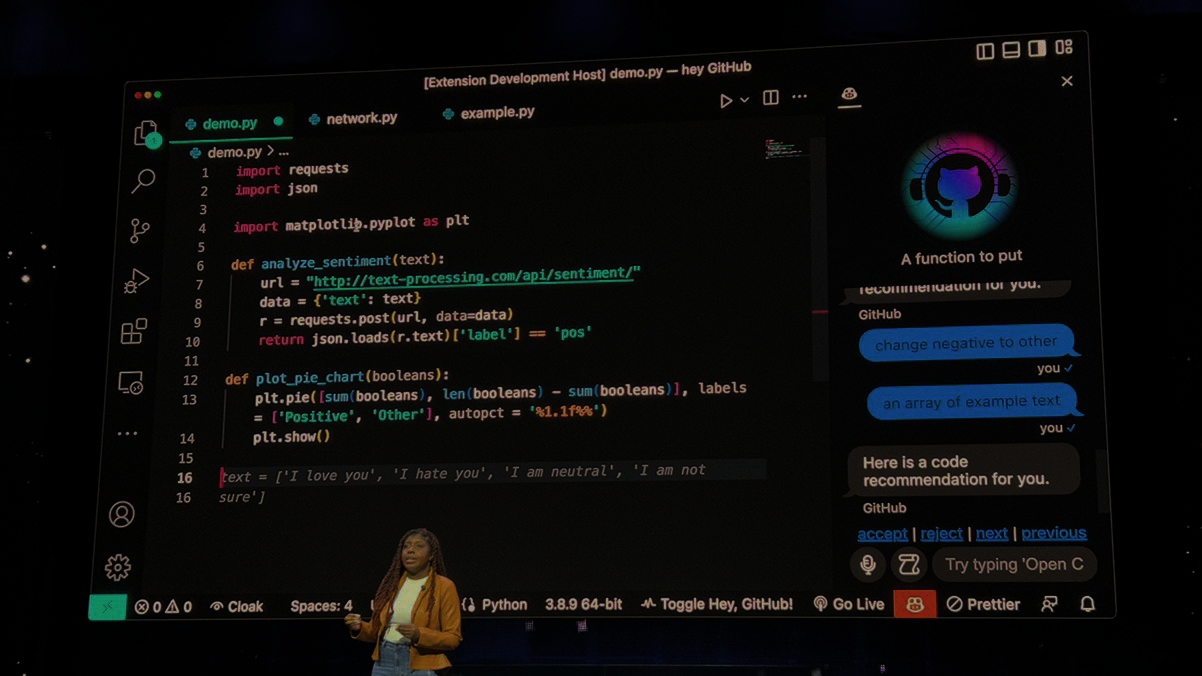 [Extension Development Host] demo.py — hey GitHub
demo.py
network.py
example.py
demo.py > ...
1 import requests
2 import json
3
4 import matplotlib.pyplot as plt
5
6 def analyze_sentiment(text):
7 url = "http://text-processing.com/api/sentiment/"
8 data = {'text': text}
9 r = requests.post(url, data=data)
10 return json.loads(r.text)['label'] == 'pos'
11
12 def plot_pie_chart(booleans):
13 plt.pie([sum(booleans), len(booleans) - sum(booleans)], labels
= ['Positive', 'Other'], autopct = '%1.1f%%')
14 plt.show()
15
16 text = ['I love you', 'I hate you', 'I am neutral', 'I am not
16 sure']
A function to put
recommendation for you.
GitHub
change negative to other
you ✓
an array of example text
you ✓
Here is a code
recommendation for you.
GitHub
accept | reject | next | previous
Try typing 'Open C
1
0 0 Cloak Spaces: 4 Python 3.8.9 64-bit Toggle Hey, GitHub! Go Live Prettier